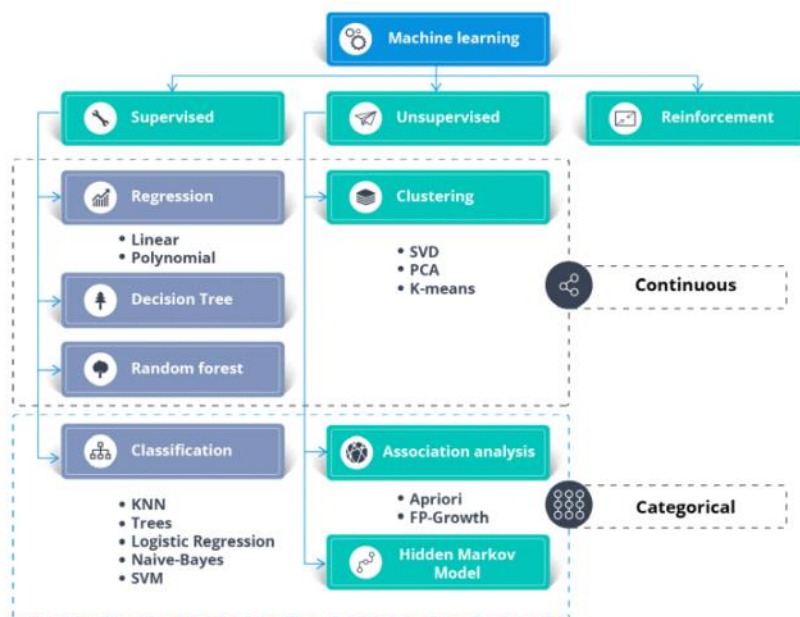 Machine learning
Supervised
Unsupervised
Reinforcement
Regression
• Linear
• Polynomial
Decision Tree
Random forest
Clustering
• SVD
• PCA
• K-means
Continuous
Classification
• KNN
• Trees
• Logistic Regression
• Naive-Bayes
• SVM
Association analysis
• Apriori
• FP-Growth
Hidden Markov
Model
Categorical